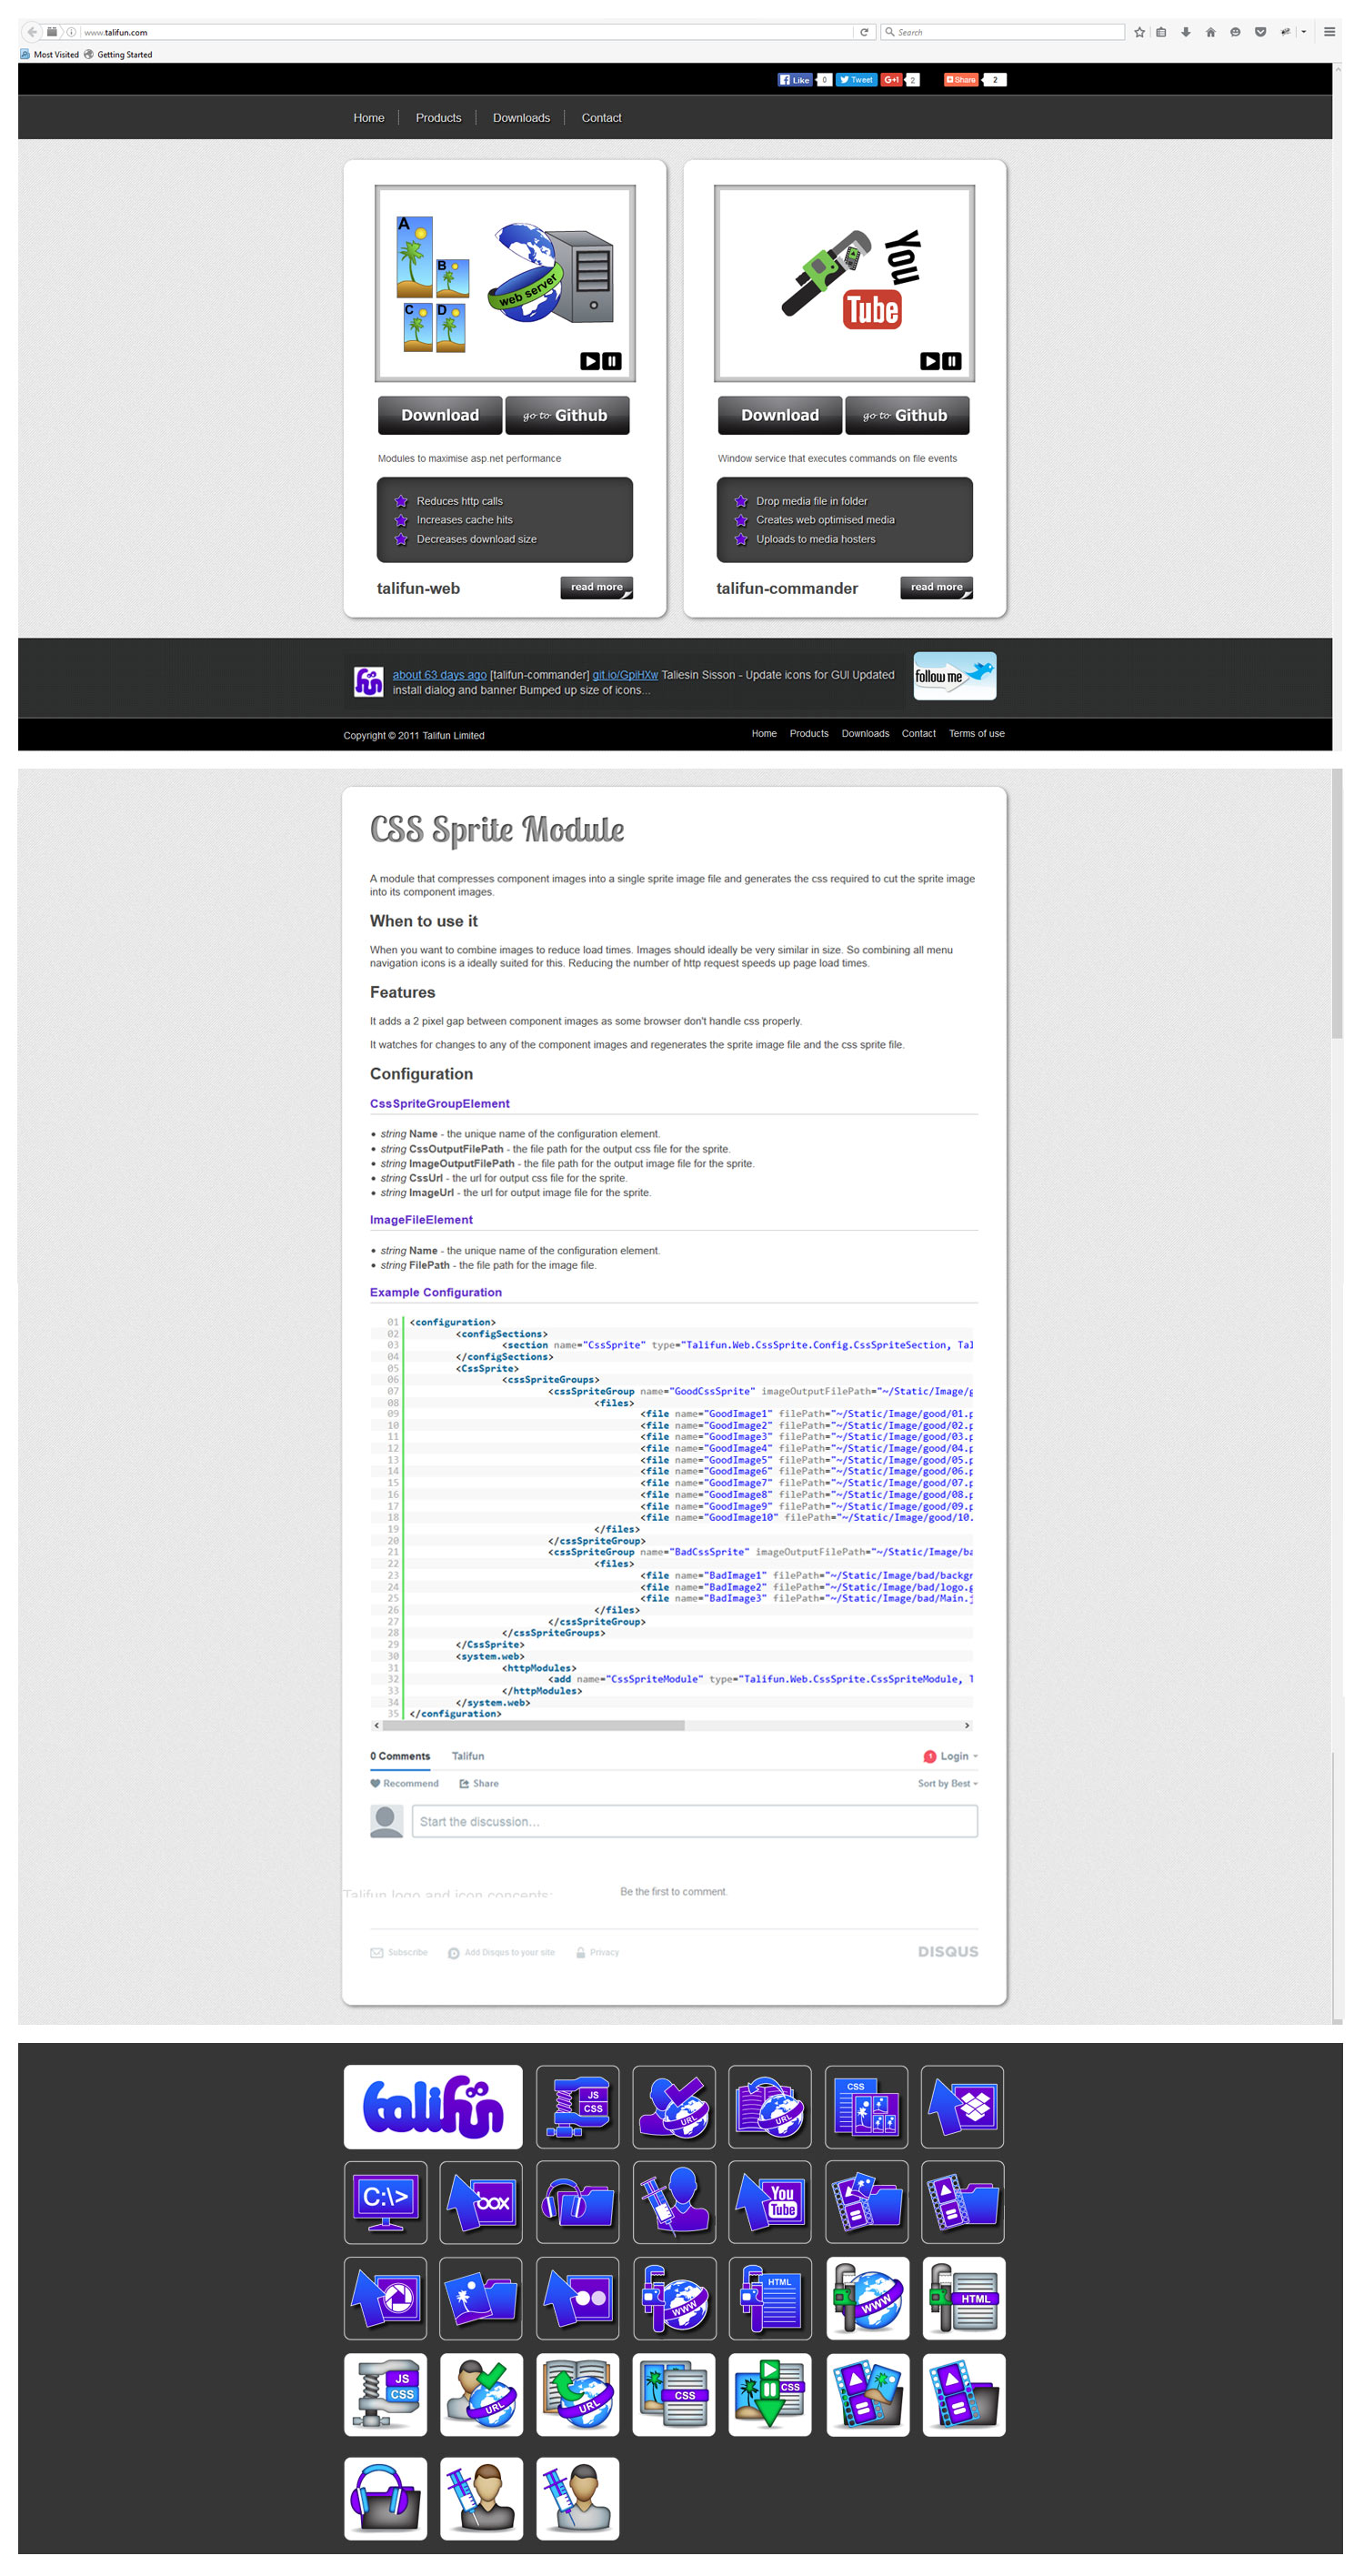 www.talifun.com
Search
Most Visited Getting Started
Like 0 Tweet G+1 2 Share 2
Home Products Downloads Contact
A
B
C D
web server
You
Tube
Download go to Github
Download go to Github
Modules to maximise asp.net performance
Window service that executes commands on file events
Reduces http calls
Increases cache hits
Decreases download size
Drop media file in folder
Creates web optimised media
Uploads to media hosters
talifun-web read more
talifun-commander read more
fun about 63 days ago [talifun-commander] git.io/GpiHXw Taliesin Sisson - Update icons for GUI Updated
install dialog and banner Bumped up size of icons...
follow me
Copyright © 2011 Talifun Limited
Home Products Downloads Contact Terms of use
CSS Sprite Module
A module that compresses component images into a single sprite image file and generates the css required to cut the sprite image
into its component images.
When to use it
When you want to combine images to reduce load times. Images should ideally be very similar in size. So combining all menu
navigation icons is a ideally suited for this. Reducing the number of http request speeds up page load times.
Features
It adds a 2 pixel gap between component images as some browser don't handle css properly.
It watches for changes to any of the component images and regenerates the sprite image file and the css sprite file.
Configuration
CssSpriteGroupElement
• string Name - the unique name of the configuration element.
• string CssOutputFilePath - the file path for the output css file for the sprite.
• string ImageOutputFilePath - the file path for the output image file for the sprite.
• string CssUrl - the url for output css file for the sprite.
• string ImageUrl - the url for output image file for the sprite.
ImageFileElement
• string Name - the unique name of the configuration element.
• string FilePath - the file path for the image file.
Example Configuration
01 <configuration>
02 <configSections>
03 <section name="CssSprite" type="Talifun.Web.CssSprite.Config.CssSpriteSection, Tal
04 </configSections>
05 <CssSprite>
06 <cssSpriteGroups>
07 <cssSpriteGroup name="GoodCssSprite" imageOutputFilePath="~/Static/Image/g
08 <files>
09 <file name="GoodImage1" filePath="~/Static/Image/good/01.p
10 <file name="GoodImage2" filePath="~/Static/Image/good/02.p
11 <file name="GoodImage3" filePath="~/Static/Image/good/03.p
12 <file name="GoodImage4" filePath="~/Static/Image/good/04.p
13 <file name="GoodImage5" filePath="~/Static/Image/good/05.p
14 <file name="GoodImage6" filePath="~/Static/Image/good/06.p
15 <file name="GoodImage7" filePath="~/Static/Image/good/07.p
16 <file name="GoodImage8" filePath="~/Static/Image/good/08.p
17 <file name="GoodImage9" filePath="~/Static/Image/good/09.p
18 <file name="GoodImage10" filePath="~/Static/Image/good/10.
19 </files>
20 </cssSpriteGroup>
21 <cssSpriteGroup name="BadCssSprite" imageOutputFilePath="~/Static/Image/ba
22 <files>
23 <file name="BadImage1" filePath="~/Static/Image/bad/backgr
24 <file name="BadImage2" filePath="~/Static/Image/bad/logo.g
25 <file name="BadImage3" filePath="~/Static/Image/bad/Main.j
26 </files>
27 </cssSpriteGroup>
28 </cssSpriteGroups>
29 </CssSprite>
30 <system.web>
31 <httpModules>
32 <add name="CssSpriteModule" type="Talifun.Web.CssSprite.CssSpriteModule, T
33 </httpModules>
34 </system.web>
35 </configuration>
0 Comments Talifun 1 Login
Recommend Share Sort by Best
Start the discussion...
Talifun logo and icon concepts:
Be the first to comment.
Subscribe Add Disqus to your site Privacy DISQUS
talifun
JS
CSS
URL
URL
CSS
C:\>
box
You
Tube
WWW
HTML
WWW
HTML
JS
CSS
URL
URL
CSS
CSS